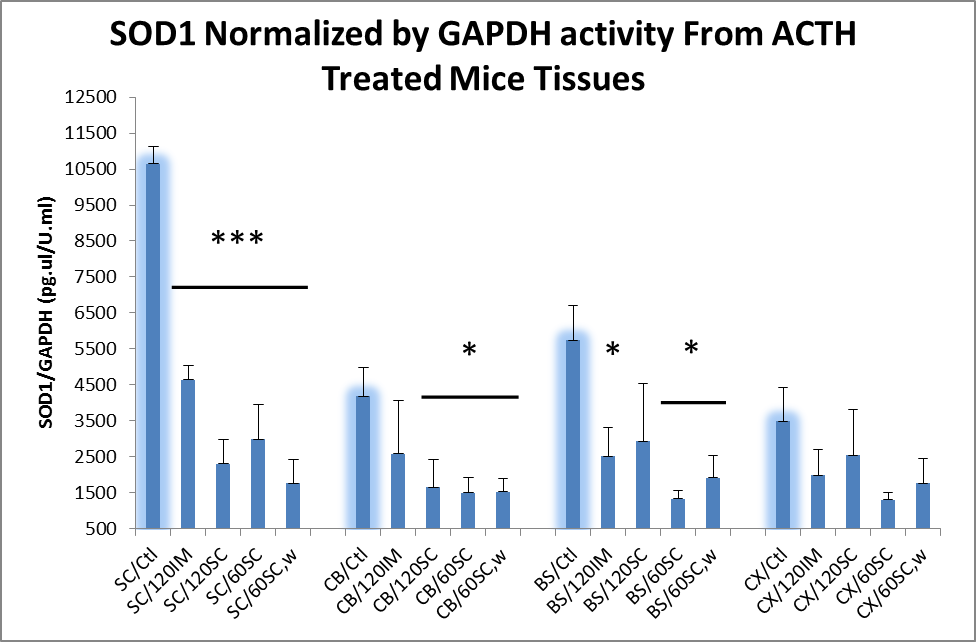 SOD1 Normalized by GAPDH activity From ACTH
Treated Mice Tissues
SOD1/GAPDH (pg.ul/U.ml)
12500
11500
10500
9500
8500
7500
6500
5500
4500
3500
2500
1500
500
***
*
*
*
SC/Ctl
SC/120IM
SC/120SC
SC/60SC
SC/60SC,w
CB/Ctl
CB/120IM
CB/120SC
CB/60SC
CB/60SC,w
BS/Ctl
BS/120IM
BS/120SC
BS/60SC
BS/60SC,w
CX/Ctl
CX/120IM
CX/120SC
CX/60SC
CX/60SC,w